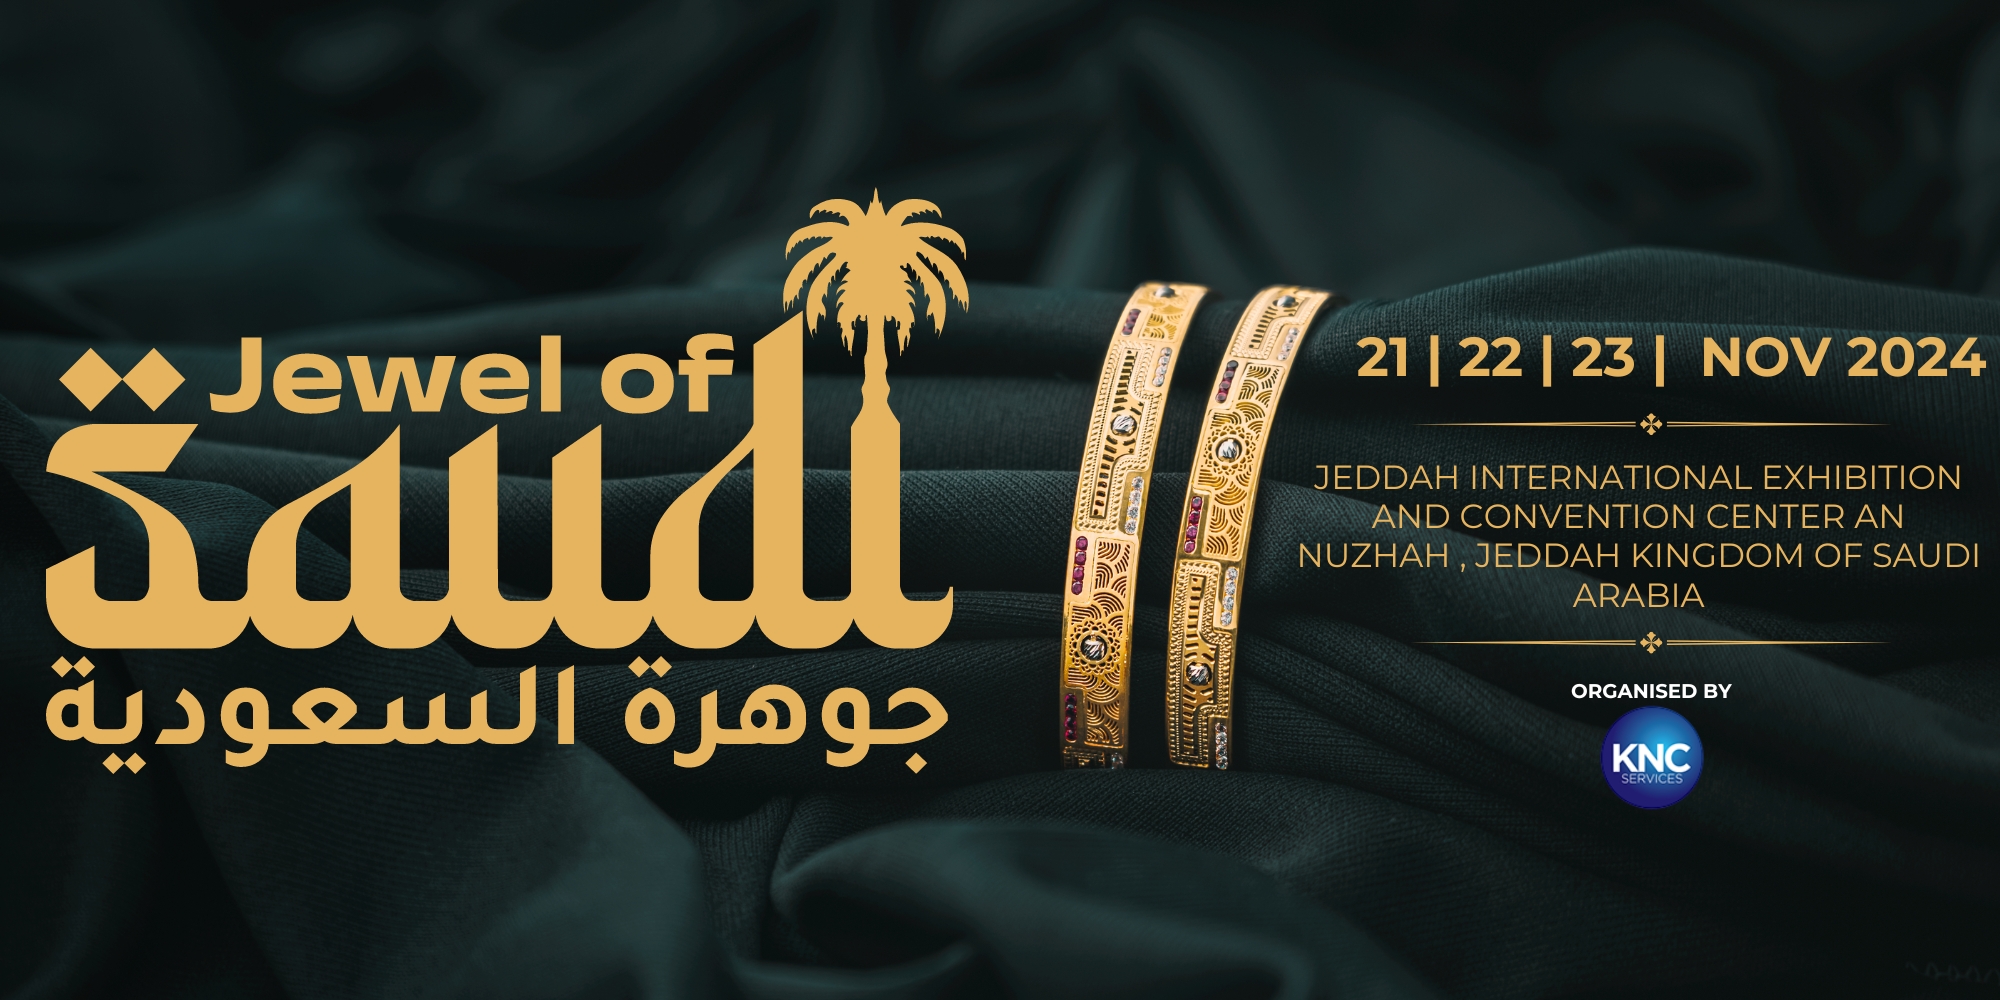 Jewel of
Saudi
جوهرة السعودية
21 | 22 | 23 | NOV 2024
JEDDAH INTERNATIONAL EXHIBITION
AND CONVENTION CENTER AN
NUZHAH , JEDDAH KINGDOM OF SAUDI
ARABIA
ORGANISED BY
KNC
SERVICES